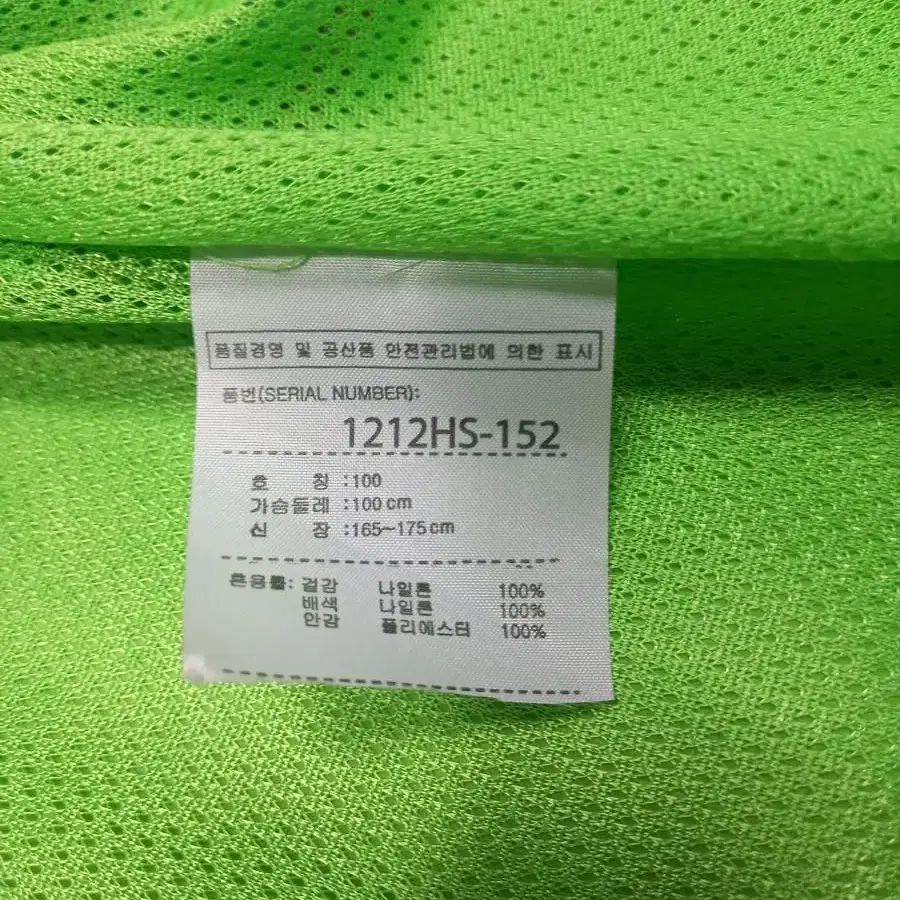 품질경영 및 공산품 안전관리법에 의한 표시
품번(SERIAL NUMBER):
1212HS-152
호 칭 :100
가슴둘레 :100 cm
신 장 :165~175cm
혼용률: 겉감 나일론 100%
배색 나일론 100%
안감 폴리에스터 100%